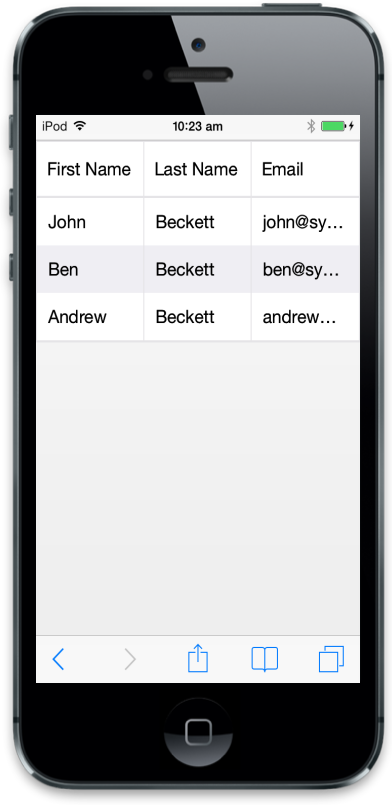 iPod 10:23 am
First Name Last Name Email
John Beckett john@sy...
Ben Beckett ben@sy...
Andrew Beckett andrew...